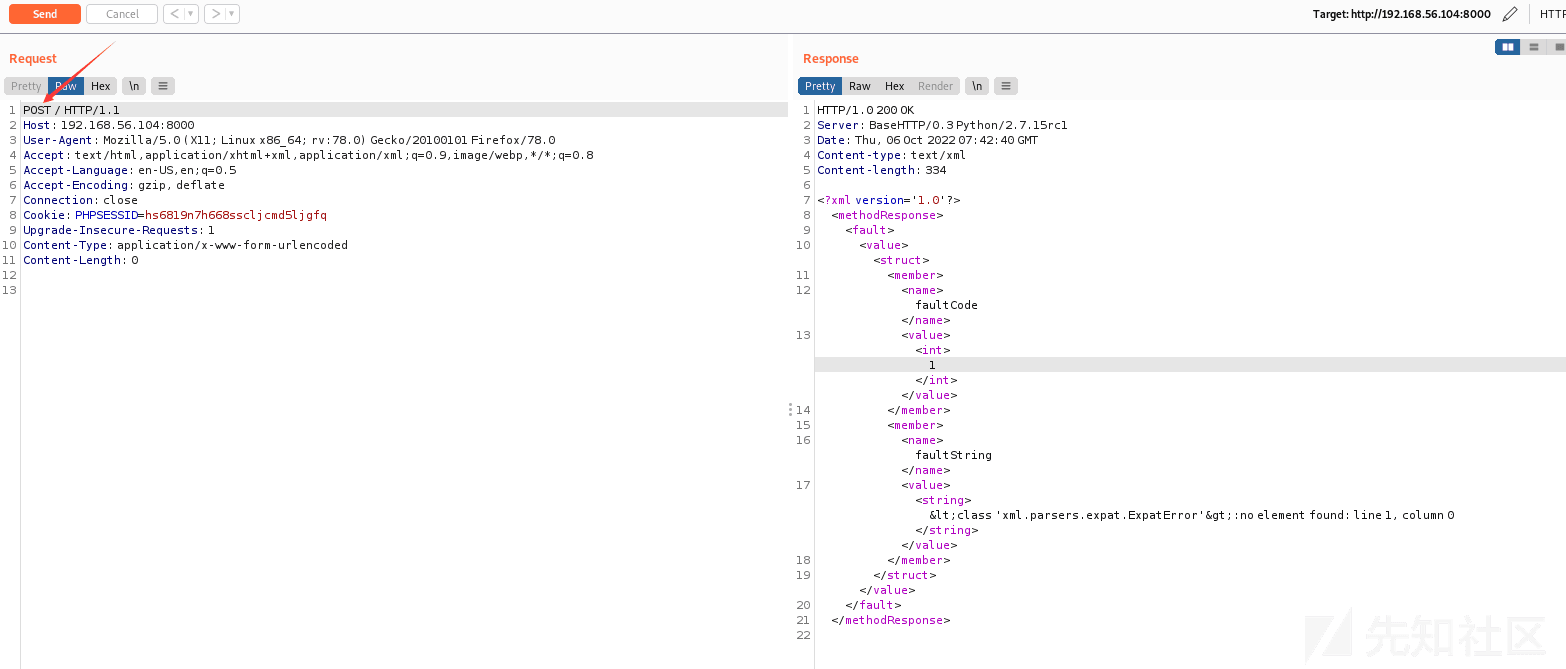 Send Cancel < > Target: http://192.168.56.104:8000 HTTP
Request
Pretty Raw Hex \n
1 POST / HTTP/1.1
2 Host: 192.168.56.104:8000
3 User-Agent: Mozilla/5.0 (X11; Linux x86_64; rv:78.0) Gecko/20100101 Firefox/78.0
4 Accept: text/html,application/xhtml+xml,application/xml;q=0.9,image/webp,*/*;q=0.8
5 Accept-Language: en-US,en;q=0.5
6 Accept-Encoding: gzip, deflate
7 Connection: close
8 Cookie: PHPSESSID=hs6819n7h668sscljcmd5ljgfq
9 Upgrade-Insecure-Requests: 1
10 Content-Type: application/x-www-form-urlencoded
11 Content-Length: 0
12
13
Response
Pretty Raw Hex Render \n
1 HTTP/1.0 200 OK
2 Server: BaseHTTP/0.3 Python/2.7.15rc1
3 Date: Thu, 06 Oct 2022 07:42:40 GMT
4 Content-type: text/xml
5 Content-length: 334
6
7 <?xml version='1.0'?>
8 <methodResponse>
9 <fault>
10 <value>
<struct>
11 <member>
12 <name>
faultCode
</name>
13 <value>
<int>
1
</int>
</value>
14 </member>
15 <member>
16 <name>
faultString
</name>
17 <value>
<string>
&lt;class 'xml.parsers.expat.ExpatError'&gt;:no element found: line 1, column 0
</string>
</value>
18 </member>
19 </struct>
</value>
20 </fault>
21 </methodResponse>
22
先知社区